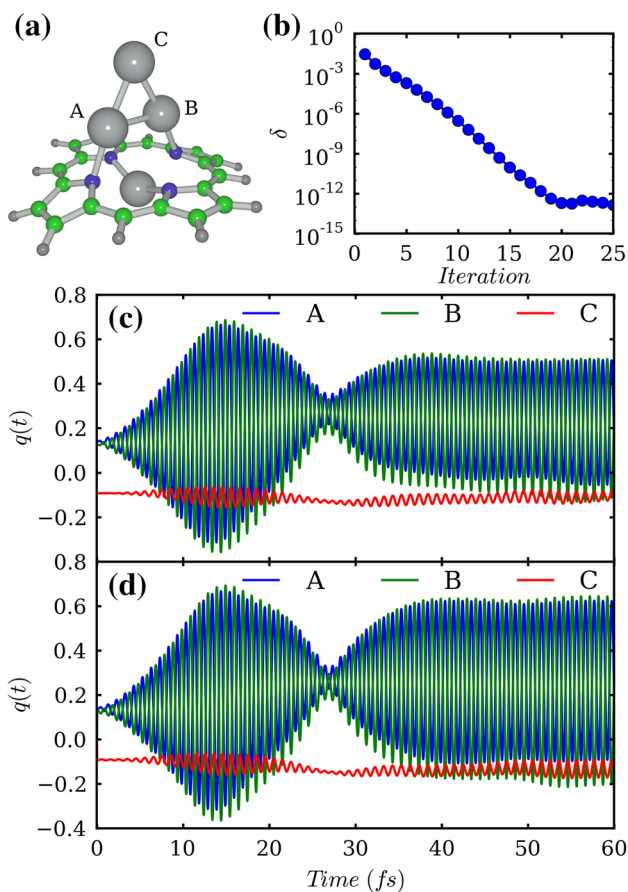 (a)
C
A
B
(b)
δ
10^0
10^-3
10^-6
10^-9
10^-12
10^-15
0 5 10 15 20 25
Iteration
(c)
A B C
q(t)
0.8
0.6
0.4
0.2
0.0
−0.2
0.8
(d)
A B C
q(t)
0.6
0.4
0.2
0.0
−0.2
−0.4
0 10 20 30 40 50 60
Time (fs)